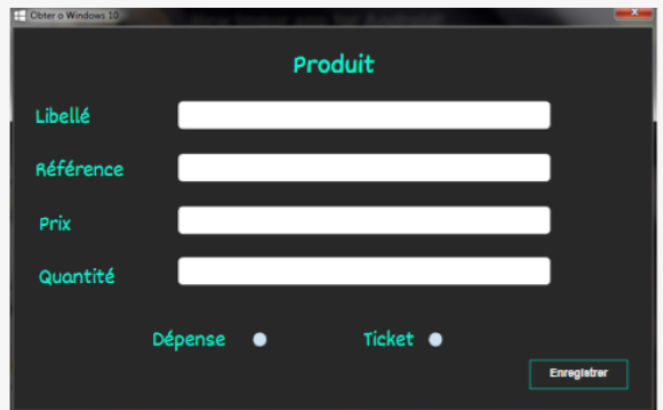 Obter o Windows 10
Produit
Libellé
Référence
Prix
Quantité
Dépense Ticket
Enregistrer